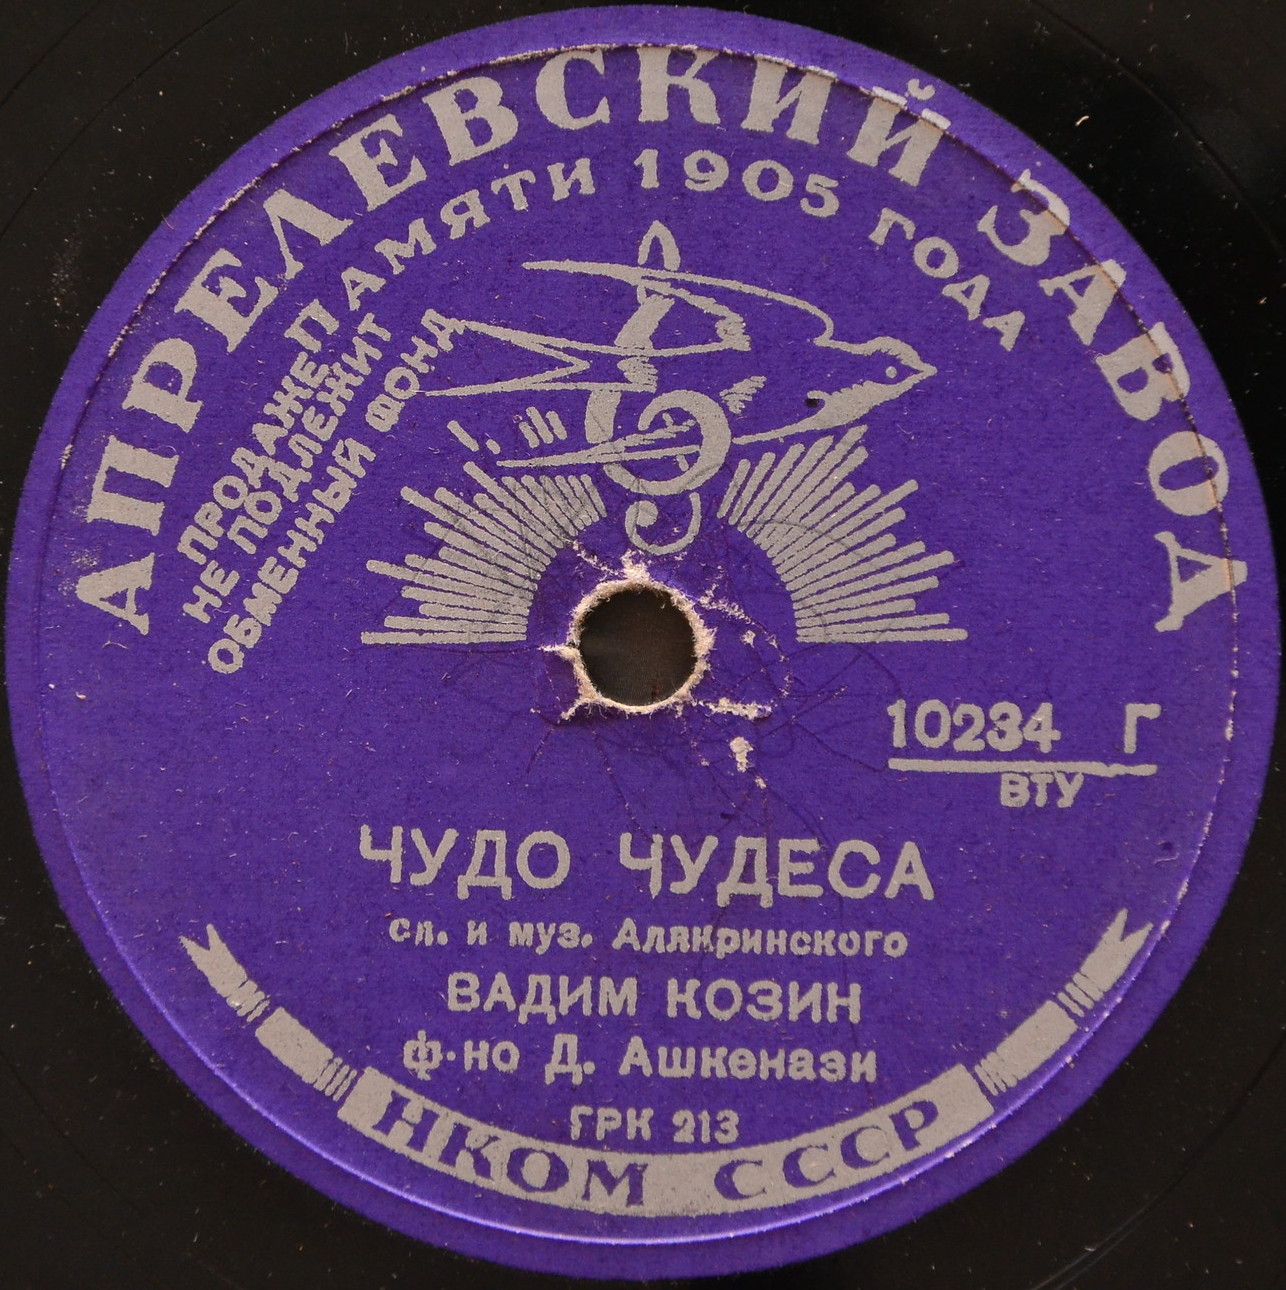 АПРЕЛЕВСКИЙ ЗАВОД
ПАМЯТИ 1905 ГОДА
ПРОДАЖЕ
НЕ ПОДЛЕЖИТ
ОБМЕННЫЙ ФОНД
10234 Г
ВТУ
ЧУДО ЧУДЕСА
сл. и муз. Алякринского
ВАДИМ КОЗИН
ф-но Д. Ашкенази
ГРК 213
НКОМ СССР